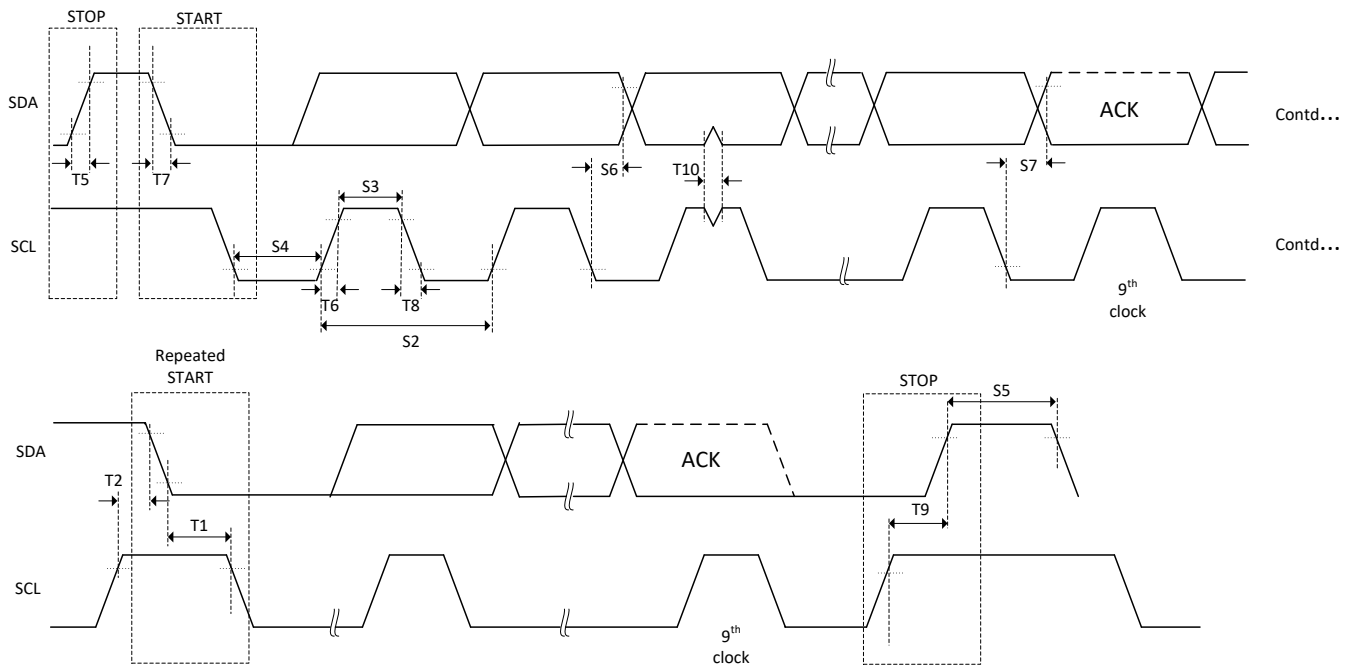 STOP
START
SDA
ACK
Contd...
T5
T7
S6
T10
S7
S3
SCL
S4
Contd...
T6
T8
9th
clock
S2
Repeated
START
STOP
S5
SDA
T2
ACK
T9
T1
SCL
9th
clock